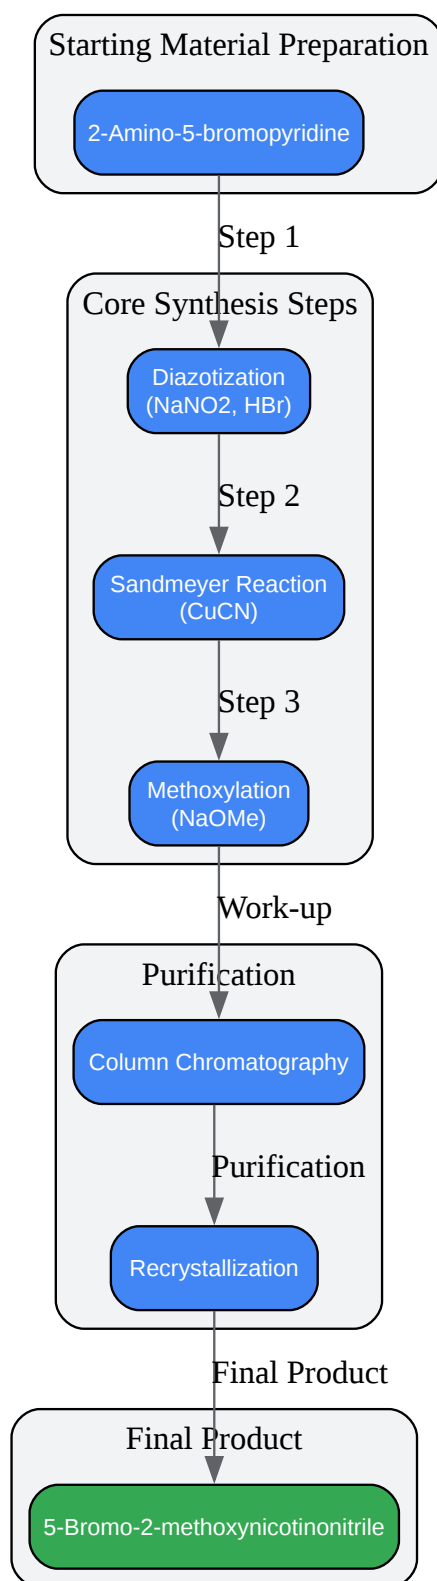 Starting Material Preparation
2-Amino-5-bromopyridine
Step 1
Core Synthesis Steps
Diazotization
(NaNO2, HBr)
Step 2
Sandmeyer Reaction
(CuCN)
Step 3
Methoxylation
(NaOMe)
Work-up
Purification
Column Chromatography
Purification
Recrystallization
Final Product
Final Product
5-Bromo-2-methoxynicotinonitrile